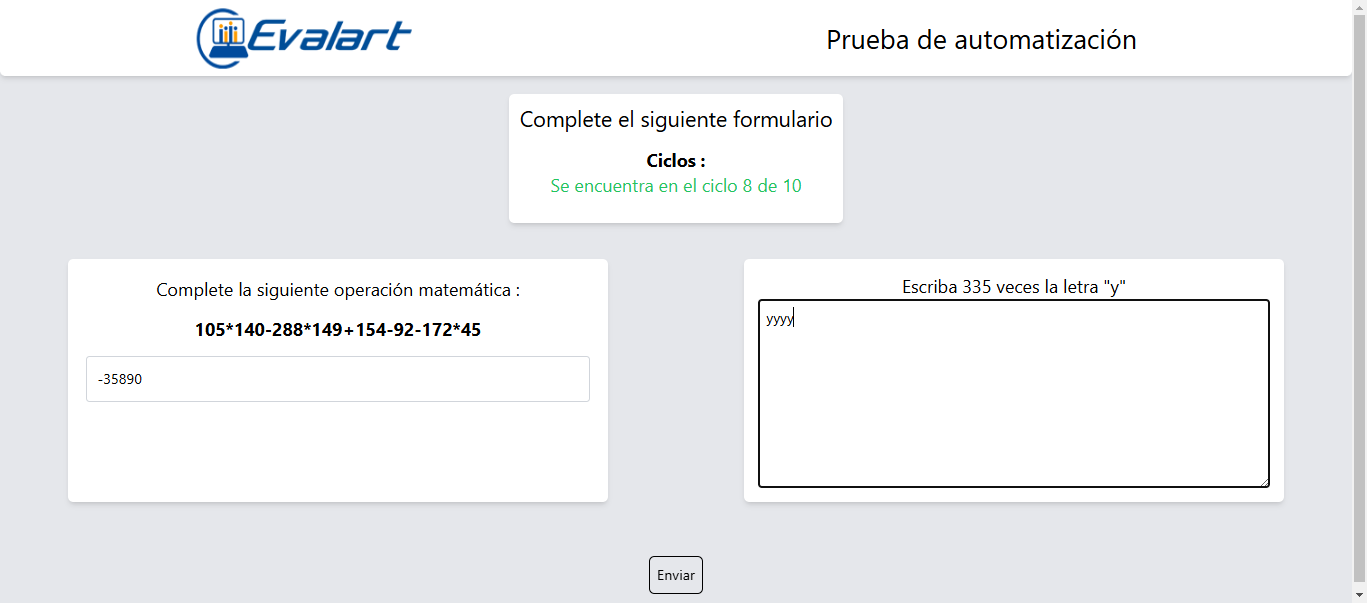 Evalart
Prueba de automatización
Complete el siguiente formulario
Ciclos :
Se encuentra en el ciclo 8 de 10
Complete la siguiente operación matemática :
105*140-288*149+154-92-172*45
-35890
Escriba 335 veces la letra "y"
yyyy
Enviar